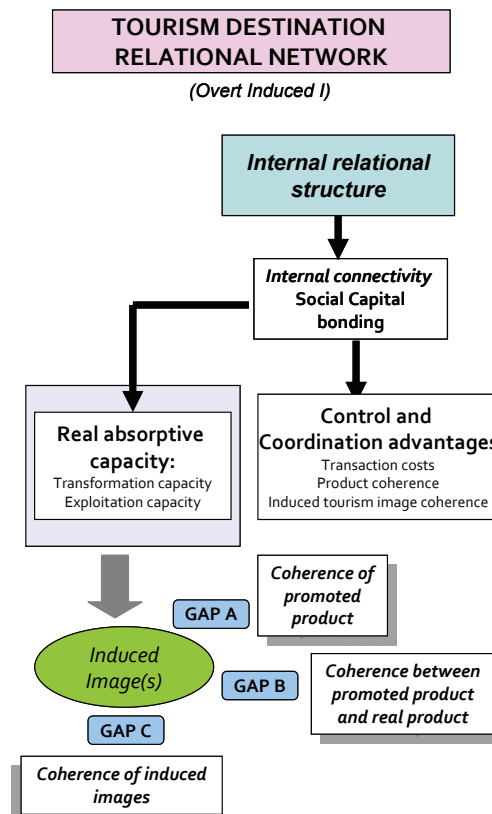 TOURISM DESTINATION
RELATIONAL NETWORK
(Overt Induced I)
Internal relational
structure
Internal connectivity
Social Capital
bonding
Real absorptive
capacity:
Transformation capacity
Exploitation capacity
Control and
Coordination advantages
Transaction costs
Product coherence
Induced tourism image coherence
Coherence of
promoted
product
GAP A
Induced
Image(s)
GAP B
Coherence between
promoted product
and real product
GAP C
Coherence of induced
images